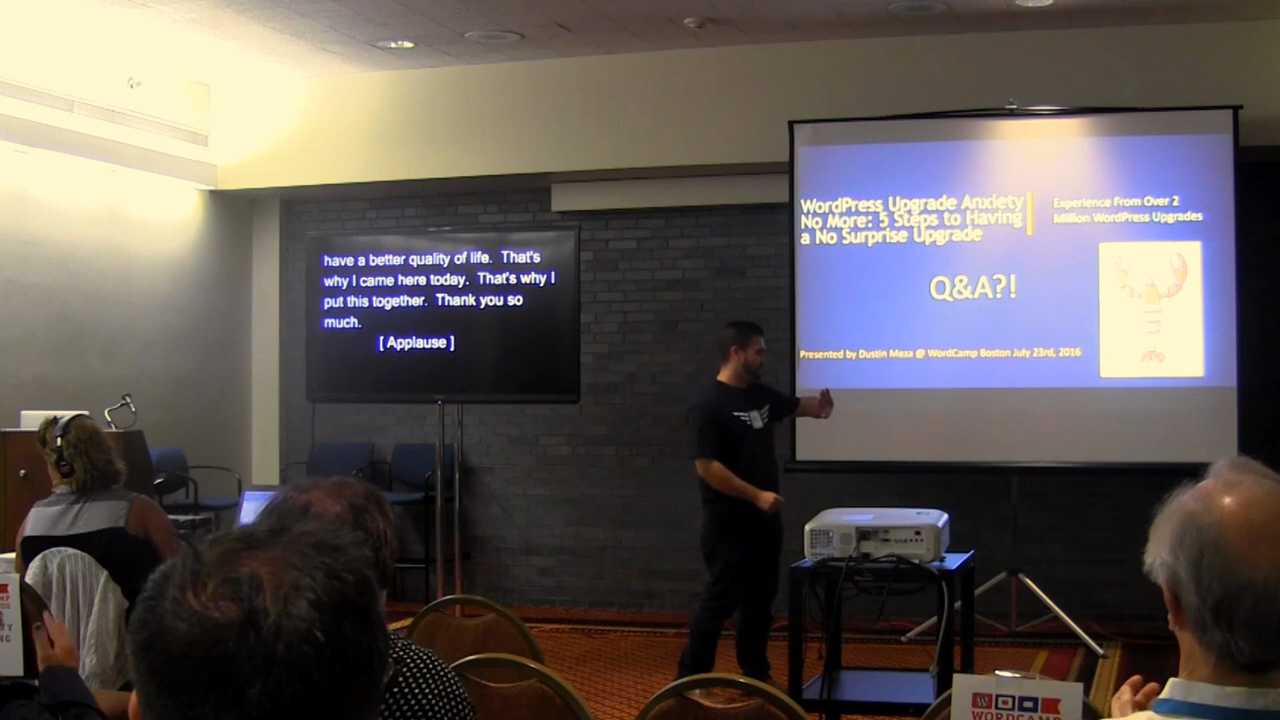 have a better quality of life. That's
why I came here today. That's why I
put this together. Thank you so
much.
[ Applause ]
WordPress Upgrade Anxiety
No More: 5 Steps to Having
a No Surprise Upgrade
Experience From Over 2
Million WordPress Upgrades
Q&A?!
Presented by Dustin Meza @ WordCamp Boston July 23rd, 2016
WORDCAMP